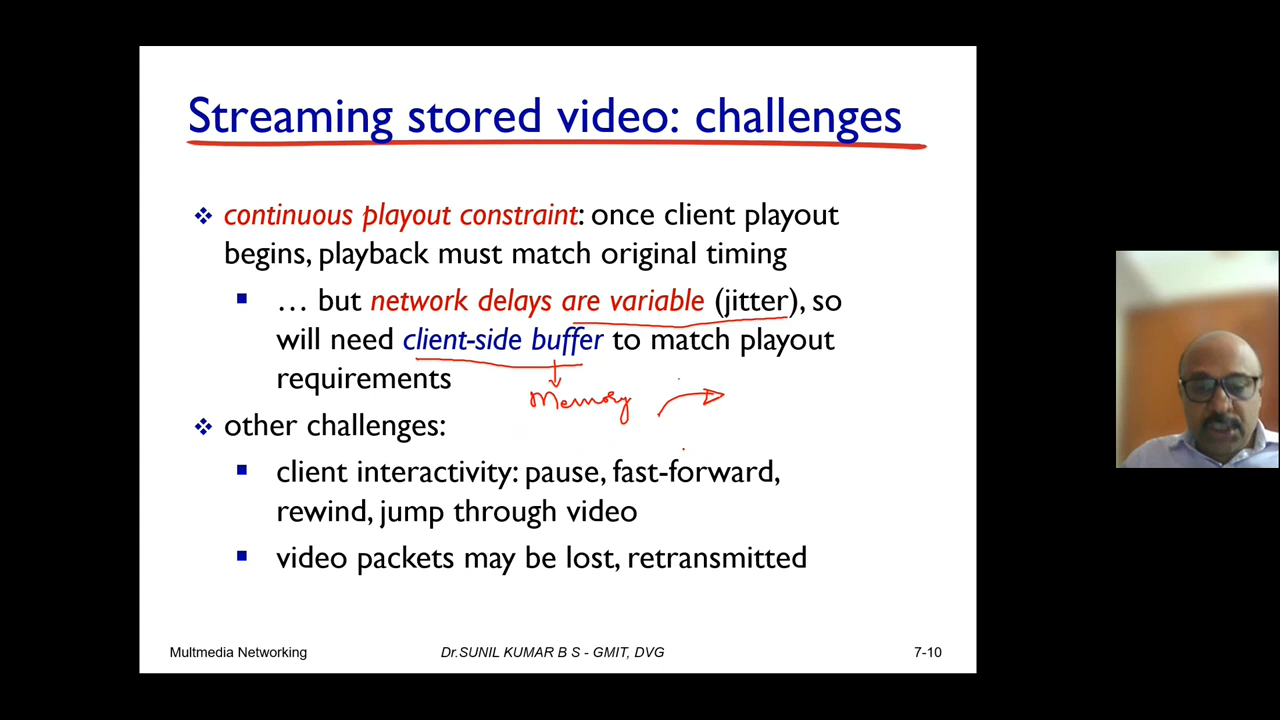 Streaming stored video: challenges
❖ continuous playout constraint: once client playout
begins, playback must match original timing
▪ … but network delays are variable (jitter), so
will need client-side buffer to match playout
requirements
Memory
❖ other challenges:
▪ client interactivity: pause, fast-forward,
rewind, jump through video
▪ video packets may be lost, retransmitted
Multmedia Networking Dr.SUNIL KUMAR B S - GMIT, DVG 7-10